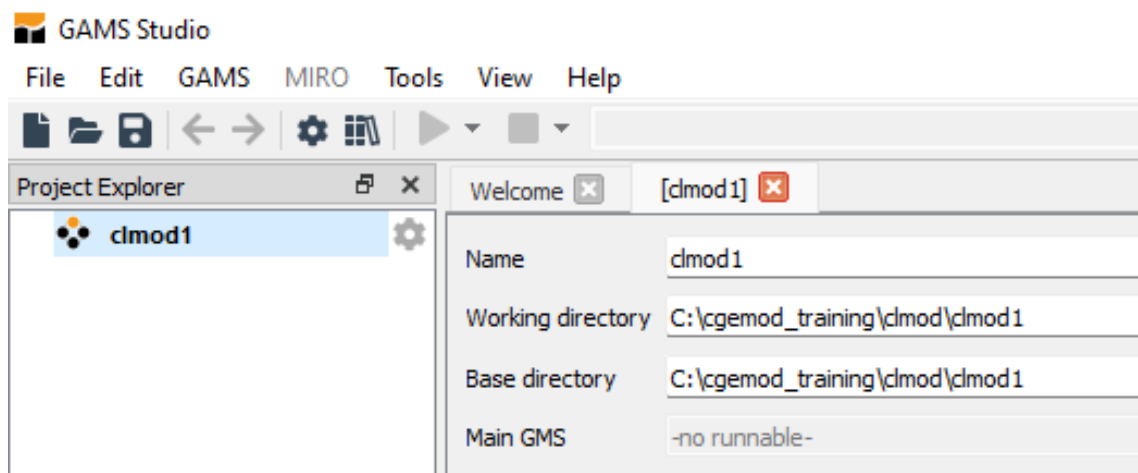 GAMS Studio
File Edit GAMS MIRO Tools View Help
Project Explorer
Welcome [clmod1]
clmod1
Name clmod1
Working directory C:\cgemod_training\clmod\clmod1
Base directory C:\cgemod_training\clmod\clmod1
Main GMS -no runnable-